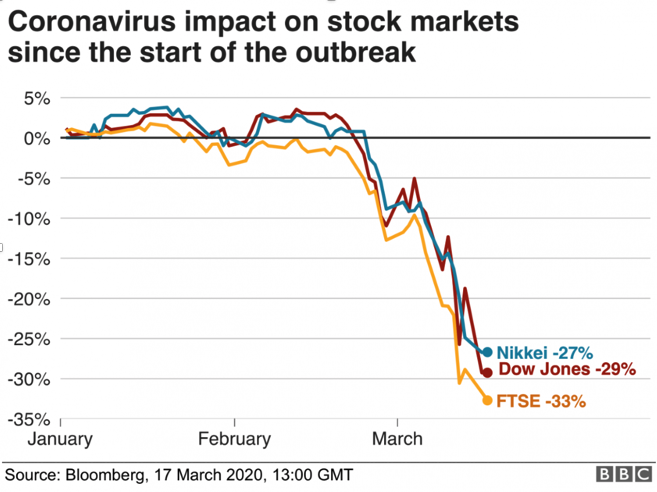 Coronavirus impact on stock markets
since the start of the outbreak
5%
0%
-5%
-10%
-15%
-20%
-25%
-30%
-35%
Nikkei -27%
Dow Jones -29%
FTSE -33%
January February March
Source: Bloomberg, 17 March 2020, 13:00 GMT BBC